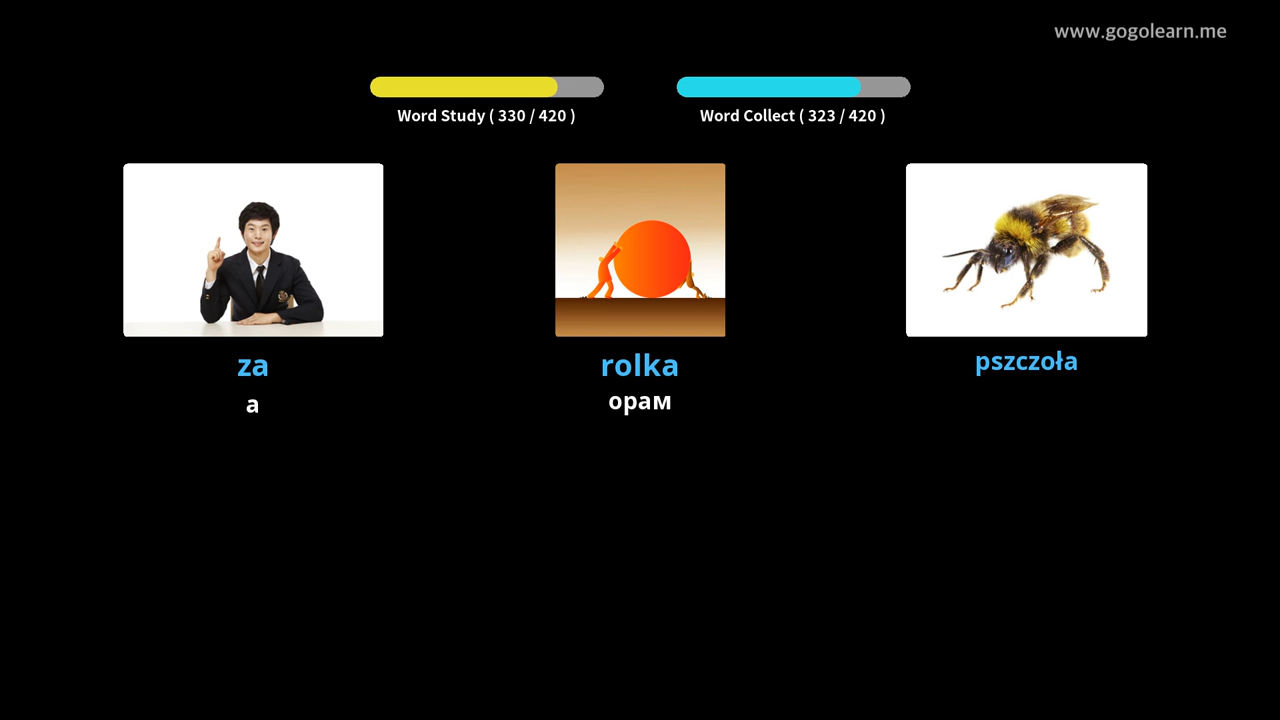 www.gogolearn.me
Word Study ( 330 / 420 )
Word Collect ( 323 / 420 )
za
а
rolka
орам
pszczoła